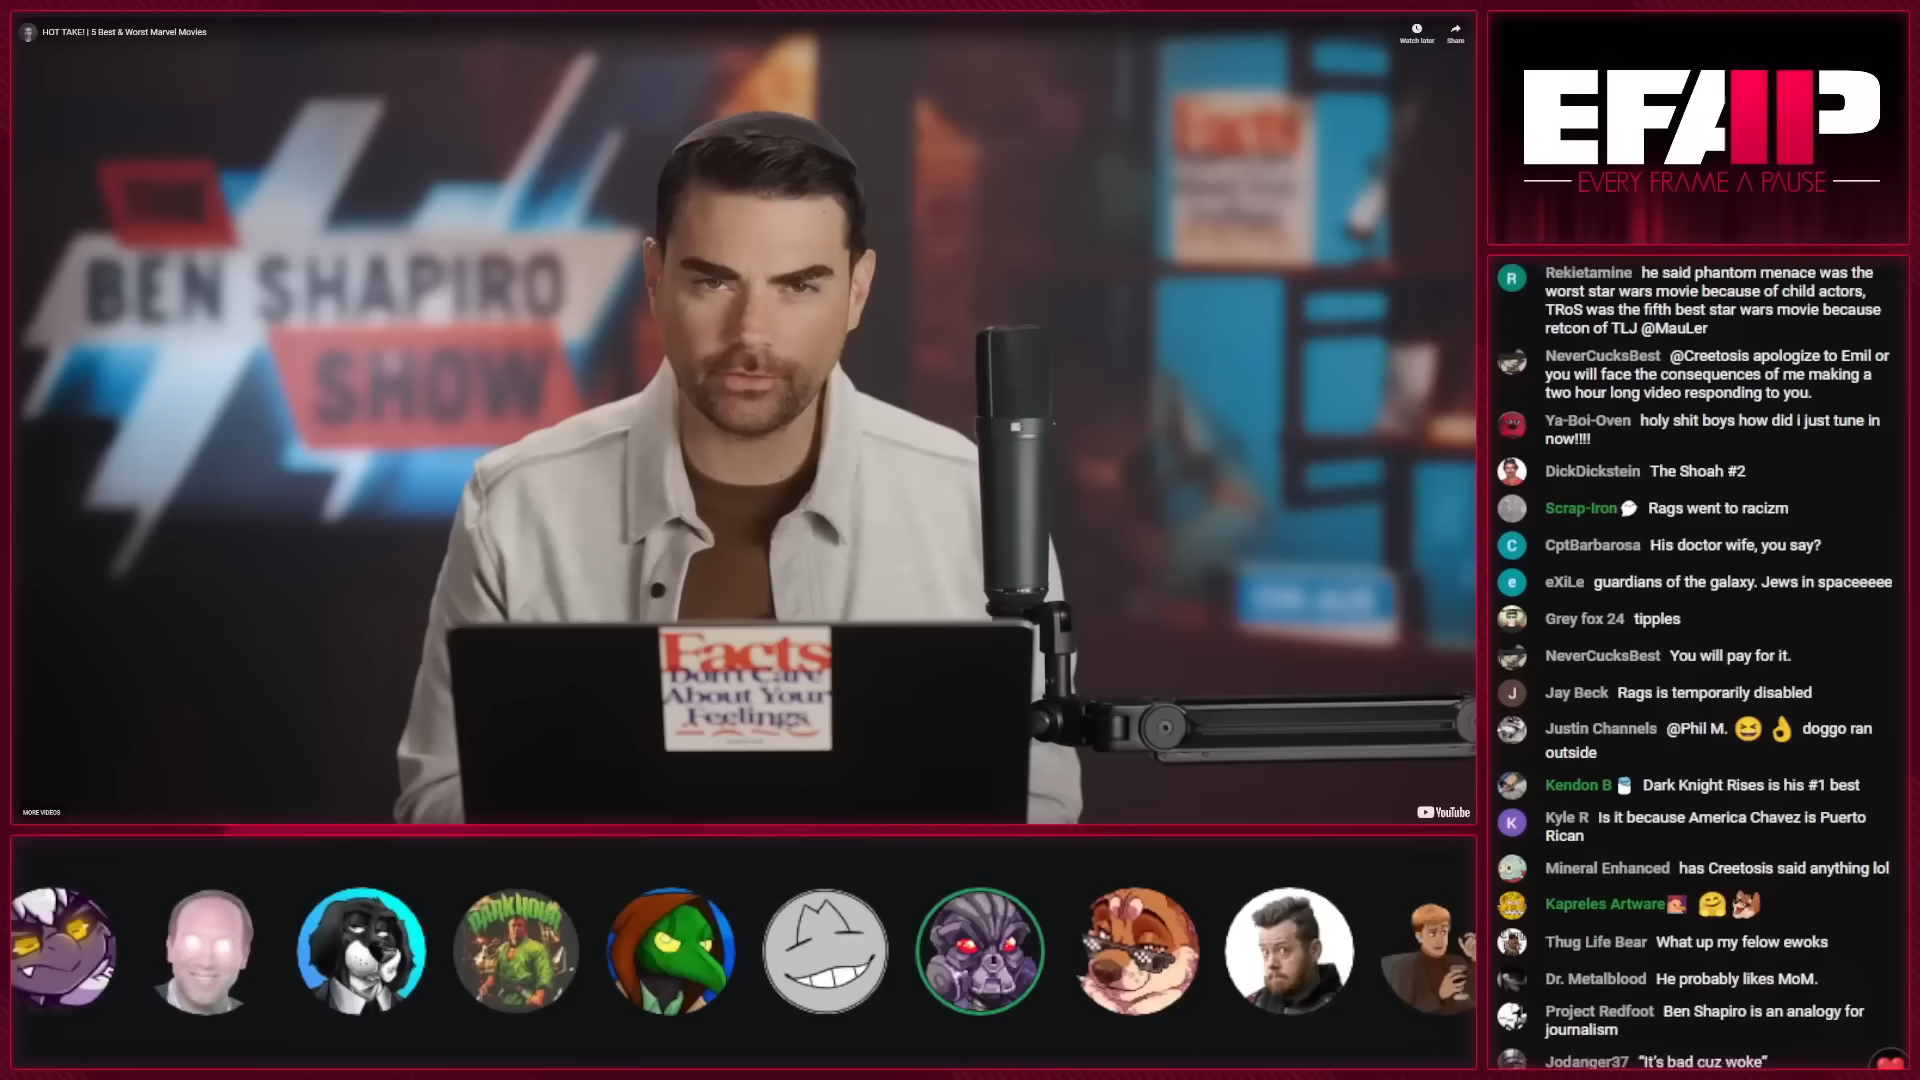 HOT TAKE! | 5 Best & Worst Marvel Movies
Watch later
Share
THE
BEN SHAPIRO
SHOW
ON AIR
Facts
Don't Care
About Your
Feelings
MORE VIDEOS
YouTube
DARK HOUR
EFAP
EVERY FRAME A PAUSE
R
Rekietamine he said phantom menace was the
worst star wars movie because of child actors,
TRoS was the fifth best star wars movie because
retcon of TLJ @MauLer
NeverCucksBest @Creetosis apologize to Emil or
you will face the consequences of me making a
two hour long video responding to you.
Ya-Boi-Oven holy shit boys how did i just tune in
now!!!!
DickDickstein The Shoah #2
Scrap-Iron Rags went to racizm
C
CptBarbarosa His doctor wife, you say?
e
eXiLe guardians of the galaxy. Jews in spaceeeee
Grey fox 24 tipples
NeverCucksBest You will pay for it.
J
Jay Beck Rags is temporarily disabled
Justin Channels @Phil M. 😆 👌 doggo ran
outside
Kendon B Dark Knight Rises is his #1 best
K
Kyle R Is it because America Chavez is Puerto
Rican
Mineral Enhanced has Creetosis said anything lol
Kapreles Artware 🤗
Thug Life Bear What up my felow ewoks
Dr. Metalblood He probably likes MoM.
Project Redfoot Ben Shapiro is an analogy for
journalism
Jodanger37 "It's bad cuz woke"